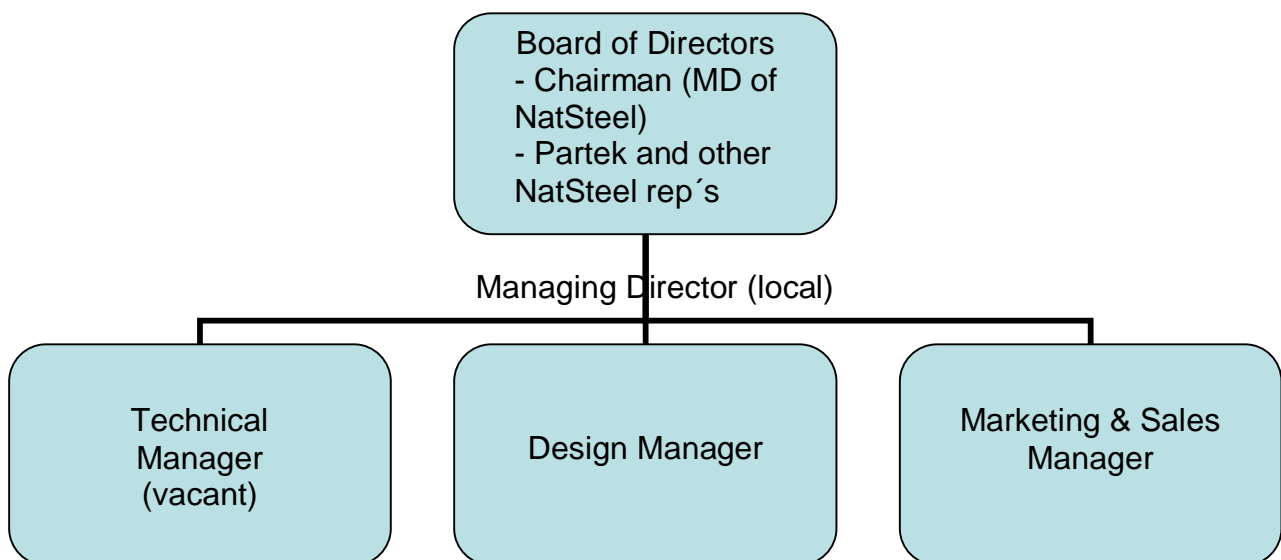 Board of Directors
- Chairman (MD of
NatSteel)
- Partek and other
NatSteel rep´s
Managing Director (local)
Technical
Manager
(vacant)
Design Manager
Marketing & Sales
Manager